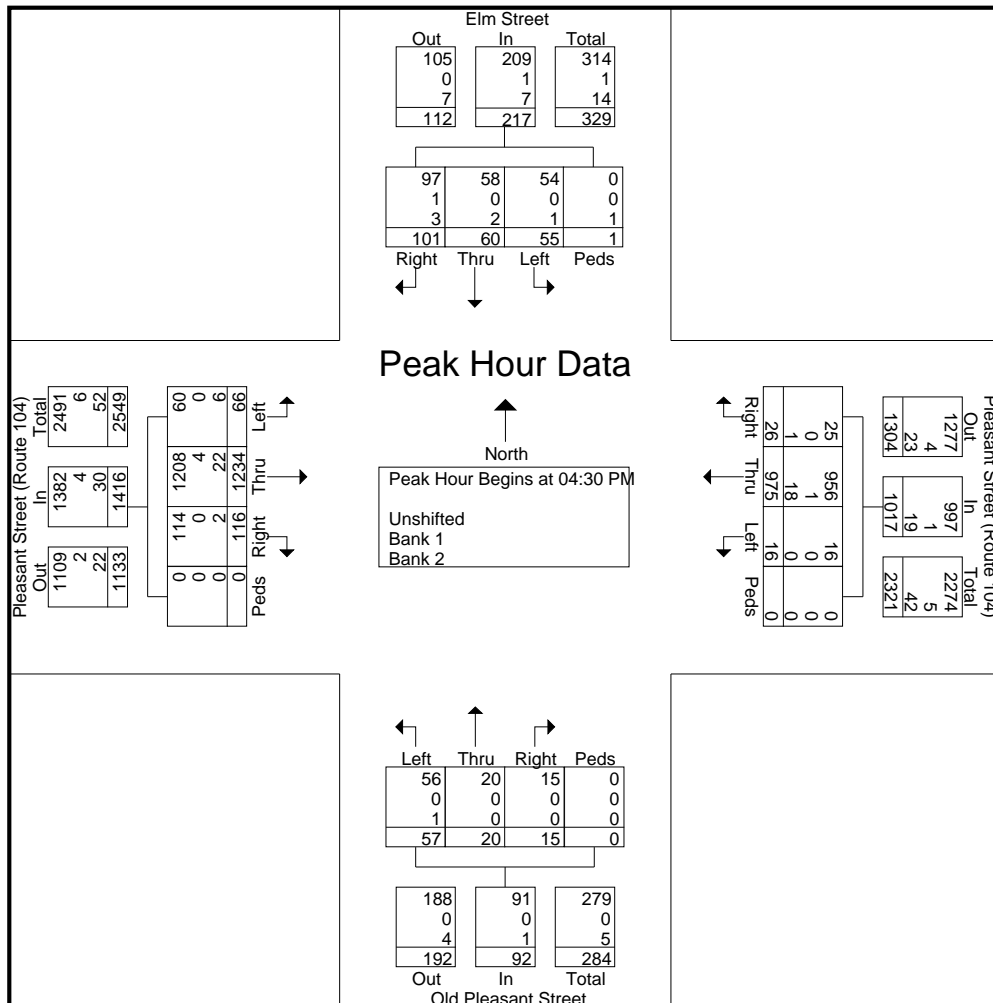 Elm Street
Out In Total
105 209 314
0 1 1
7 7 14
112 217 329
97 58 54 0
1 0 0 0
3 2 1 1
101 60 55 1
Right Thru Left Peds
Peak Hour Data
North
Peak Hour Begins at 04:30 PM
Unshifted
Bank 1
Bank 2
Pleasant Street (Route 104)
Out In Total
1109 1382 2491
2 4 6
22 30 52
1133 1416 2549
Peds Right Thru Left
0 114 1208 60
0 0 4 0
0 2 22 6
0 116 1234 66
Pleasant Street (Route 104)
Out In Total
1277 997 2274
4 1 5
23 19 42
1304 1017 2321
25 956 16 0
0 1 0 0
1 18 0 0
26 975 16 0
Right Thru Left Peds
Left Thru Right Peds
56 20 15 0
0 0 0 0
1 0 0 0
57 20 15 0
188 91 279
0 0 0
4 1 5
192 92 284
Out In Total
Old Pleasant Street